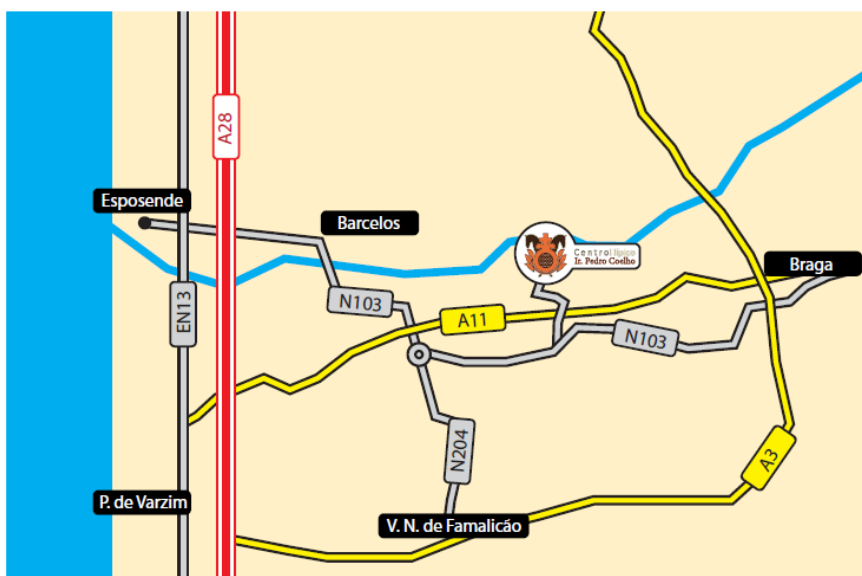 A28
Esposende
Barcelos
Centro Hípico
Ir. Pedro Coelho
Braga
N103
EN13
A11
N103
N204
A3
P. de Varzim
V. N. de Famalicão